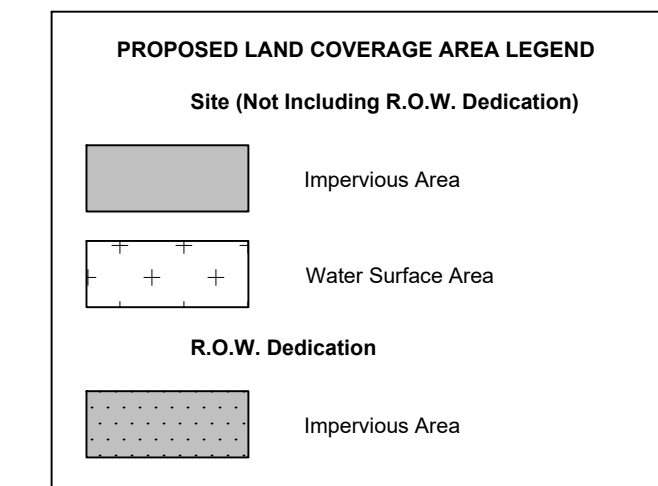 PROPOSED LAND COVERAGE AREA LEGEND
Site (Not Including R.O.W. Dedication)
Impervious Area
Water Surface Area
R.O.W. Dedication
Impervious Area